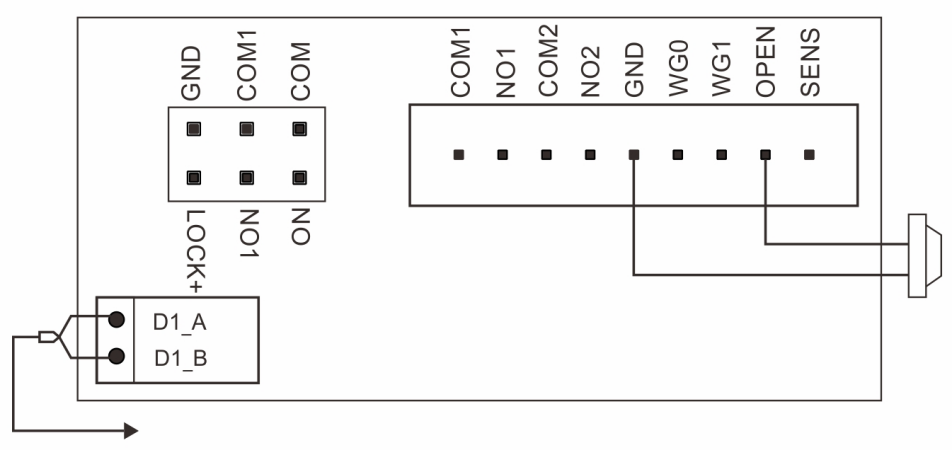 GND
COM1
COM
LOCK+
NO1
NO
COM1
NO1
COM2
NO2
GND
WG0
WG1
OPEN
SENS
D1_A
D1_B